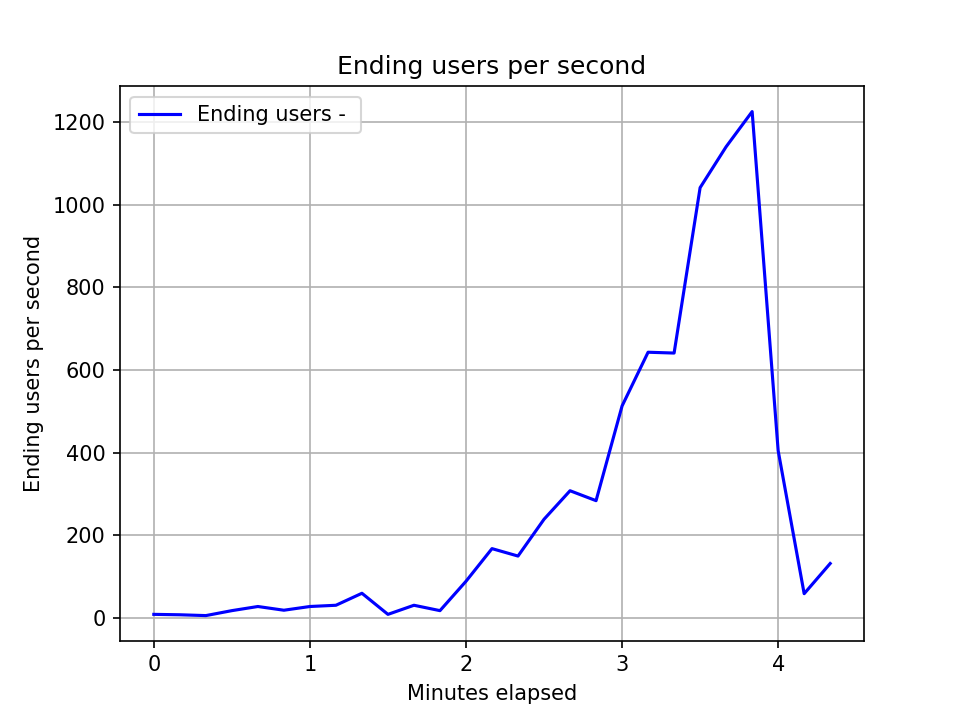 Ending users per second
Ending users -
1200
1000
800
600
400
200
0
Ending users per second
0 1 2 3 4
Minutes elapsed